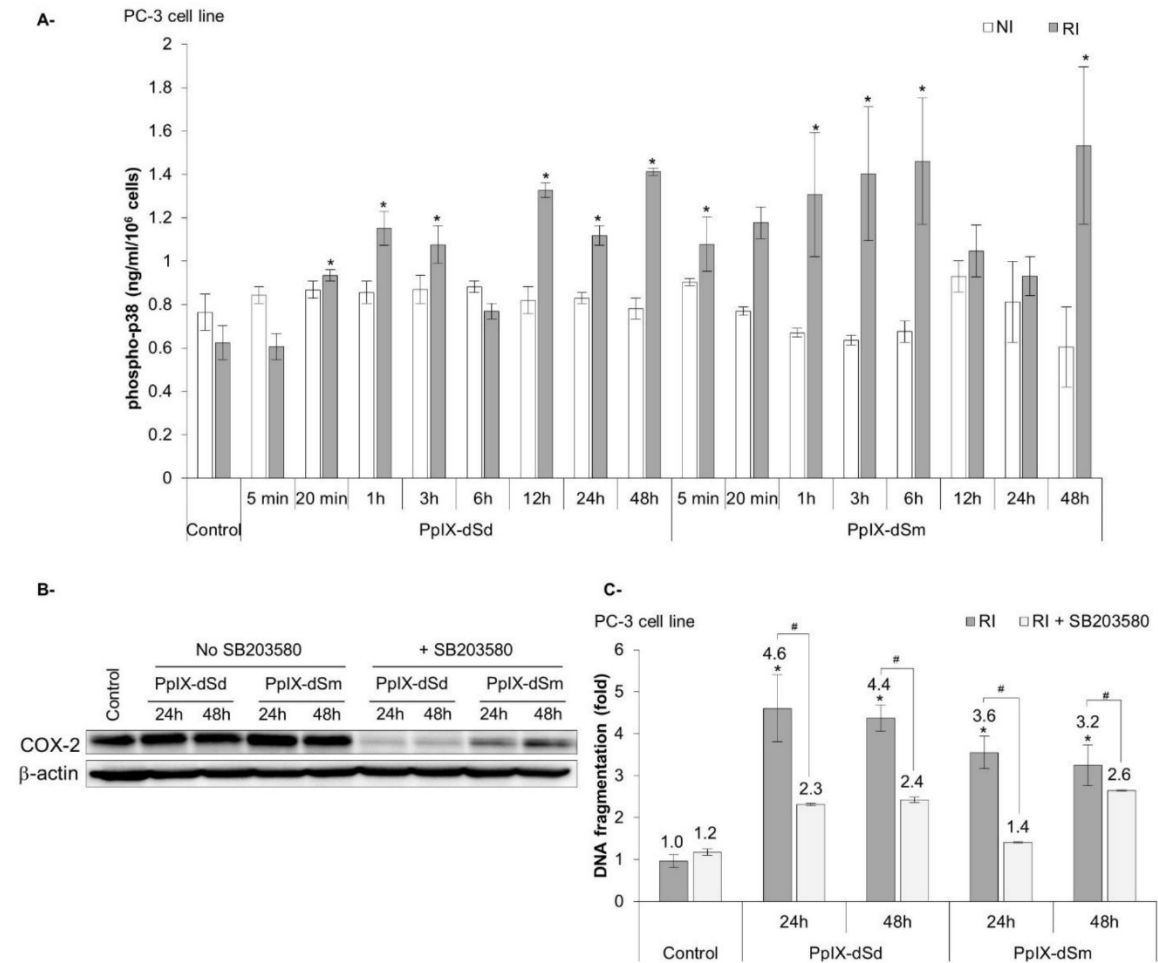 A-
PC-3 cell line
NI RI
2
1.8
1.6
1.4
1.2
1
0.8
0.6
0.4
0.2
0
phospho-p38 (ng/ml/10⁶ cells)
* * * * * * * * * * *
5 min 20 min 1h 3h 6h 12h 24h 48h 5 min 20 min 1h 3h 6h 12h 24h 48h
Control PpIX-dSd PpIX-dSm
B-
No SB203580 + SB203580
Control
PpIX-dSd PpIX-dSm PpIX-dSd PpIX-dSm
24h 48h 24h 48h 24h 48h 24h 48h
COX-2
β-actin
C-
PC-3 cell line
RI RI + SB203580
6
5
4
3
2
1
0
DNA fragmentation (fold)
# # # #
1.0 1.2 4.6 2.3 4.4 2.4 3.6 1.4 3.2 2.6
* * * *
24h 48h 24h 48h
Control PpIX-dSd PpIX-dSm